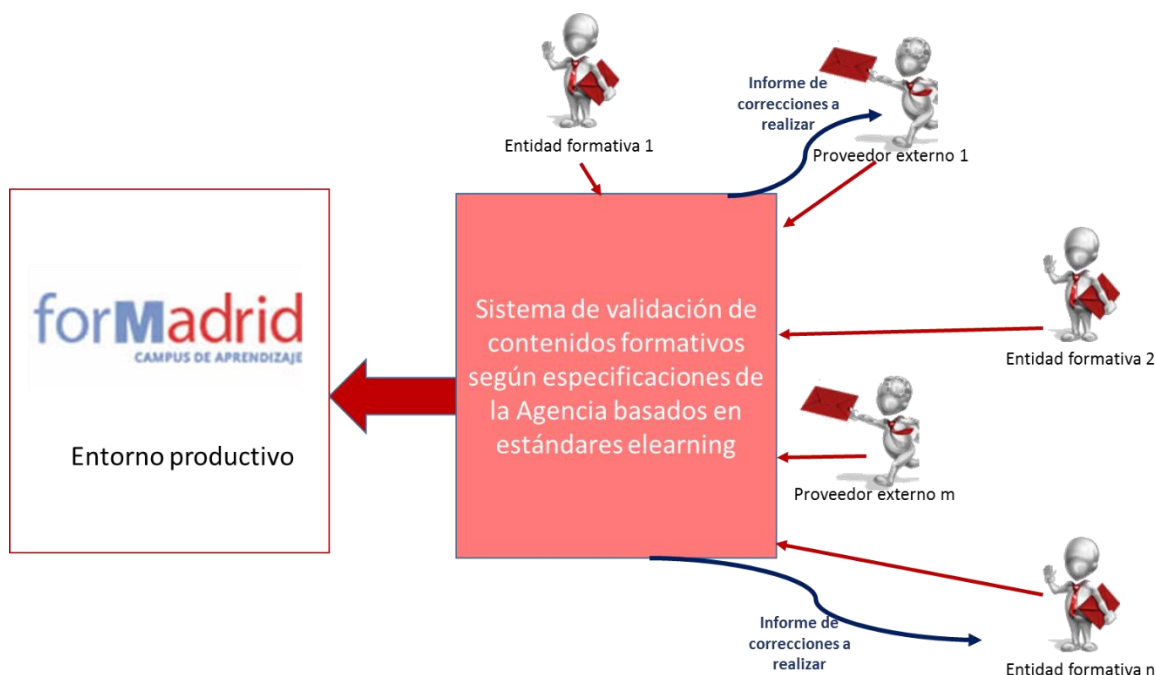 Entidad formativa 1
Informe de
correcciones a
realizar
Proveedor externo 1
forMadrid
CAMPUS DE APRENDIZAJE
Entorno productivo
Sistema de validación de
contenidos formativos
según especificaciones de
la Agencia basados en
estándares elearning
Entidad formativa 2
Proveedor externo m
Informe de
correcciones a
realizar
Entidad formativa n